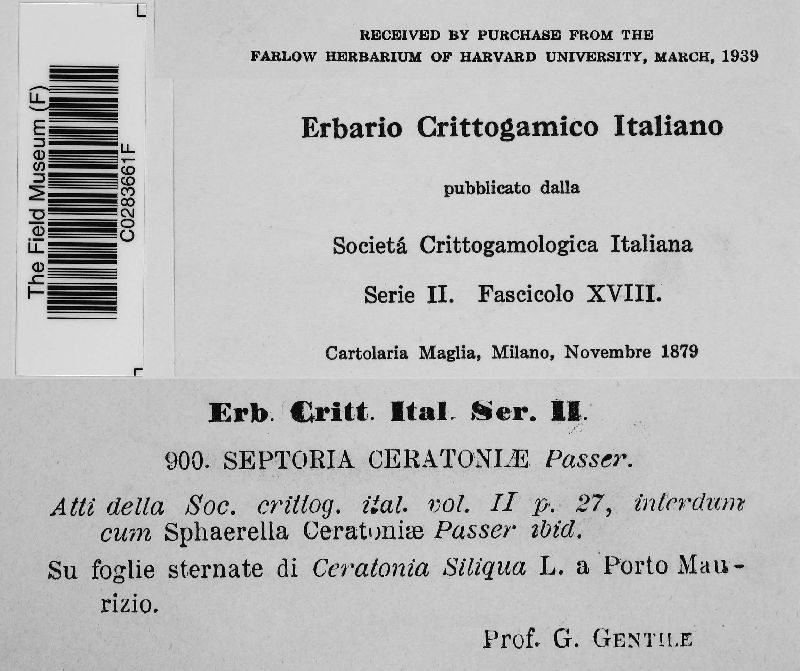 The Field Museum (F)
C0283661F
RECEIVED BY PURCHASE FROM THE
FARLOW HERBARIUM OF HARVARD UNIVERSITY, MARCH, 1939
Erbario Crittogamico Italiano
pubblicato dalla
Societá Crittogamologica Italiana
Serie II. Fascicolo XVIII.
Cartolaria Maglia, Milano, Novembre 1879
Erb. Critt. Ital. Ser. II.
900. SEPTORIA CERATONIÆ Passer.
Atti della Soc. crittog. ital. vol. II p. 27, interdum
cum Sphaerella Ceratoniæ Passer ibid.
Su foglie sternate di Ceratonia Siliqua L. a Porto Mau-
rizio.
Prof. G. GENTILE